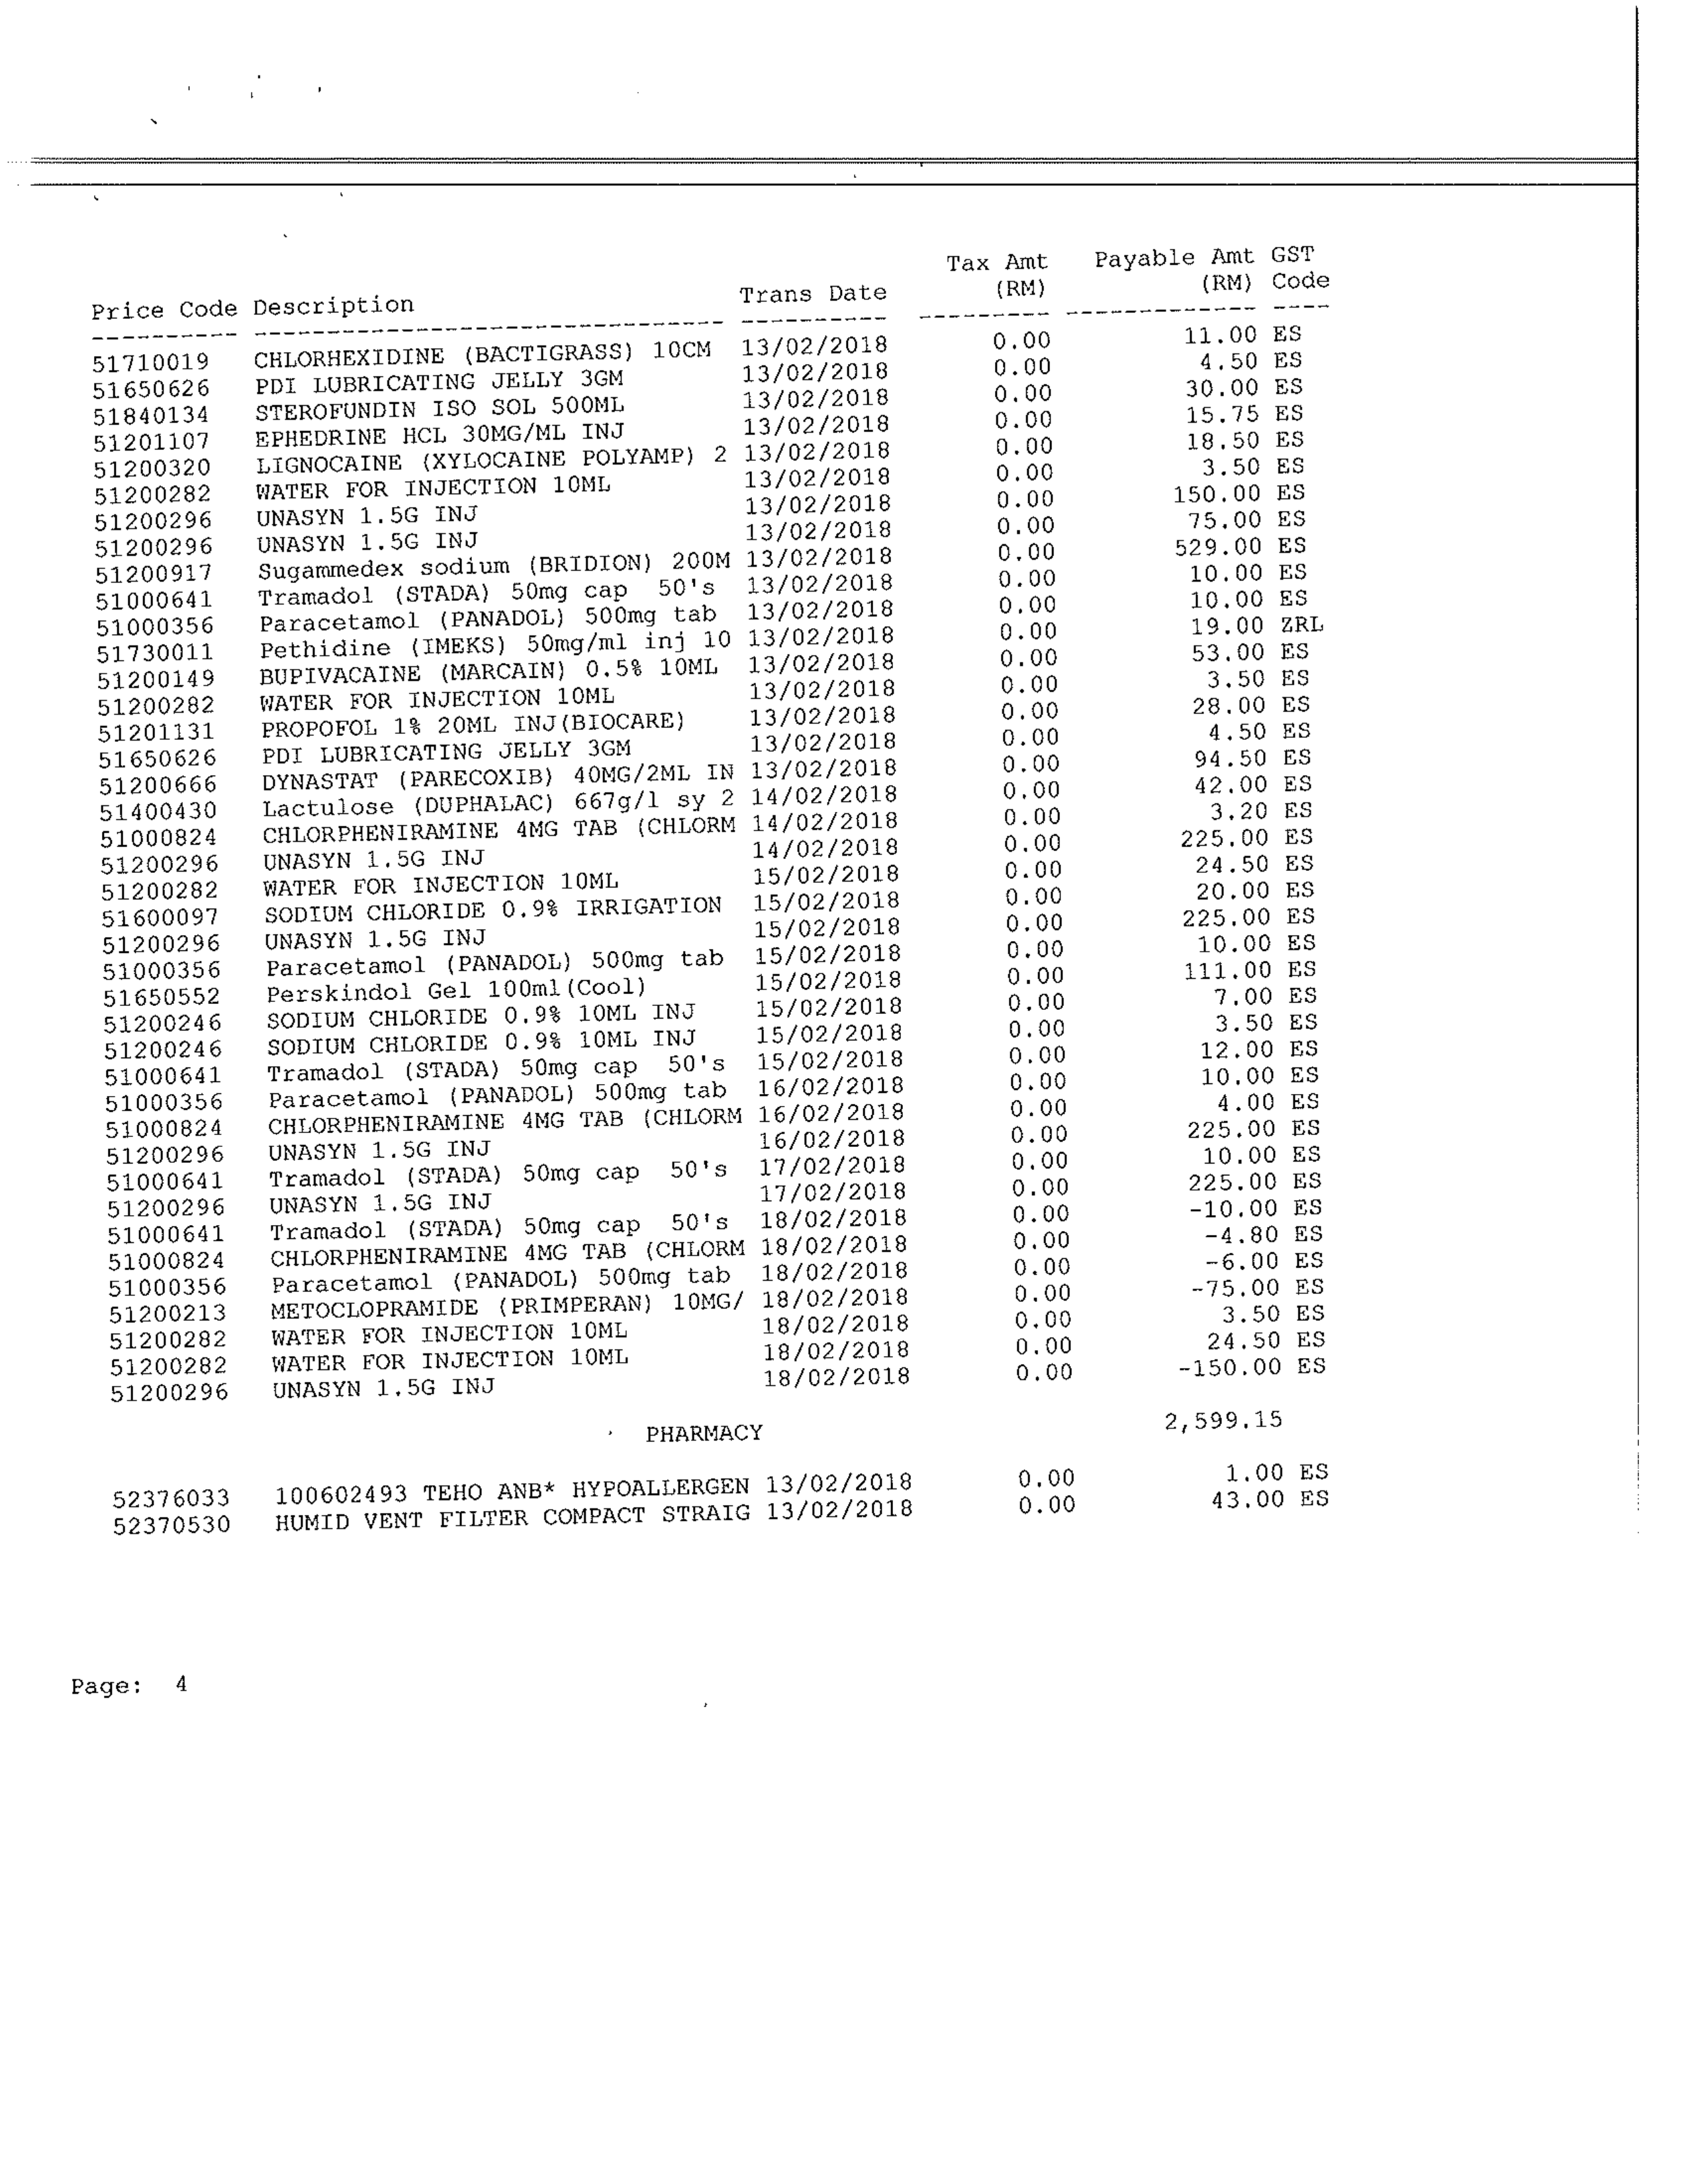 Tax Amt Payable Amt GST
Price Code Description Trans Date (RM) (RM) Code
---------- -------------------------------- ---------- --------- ------------- ----
51710019 CHLORHEXIDINE (BACTIGRASS) 10CM 13/02/2018 0.00 11.00 ES
51650626 PDI LUBRICATING JELLY 3GM 13/02/2018 0.00 4.50 ES
51840134 STEROFUNDIN ISO SOL 500ML 13/02/2018 0.00 30.00 ES
51201107 EPHEDRINE HCL 30MG/ML INJ 13/02/2018 0.00 15.75 ES
51200320 LIGNOCAINE (XYLOCAINE POLYAMP) 2 13/02/2018 0.00 18.50 ES
51200282 WATER FOR INJECTION 10ML 13/02/2018 0.00 3.50 ES
51200296 UNASYN 1.5G INJ 13/02/2018 0.00 150.00 ES
51200296 UNASYN 1.5G INJ 13/02/2018 0.00 75.00 ES
51200917 Sugammedex sodium (BRIDION) 200M 13/02/2018 0.00 529.00 ES
51000641 Tramadol (STADA) 50mg cap 50's 13/02/2018 0.00 10.00 ES
51000356 Paracetamol (PANADOL) 500mg tab 13/02/2018 0.00 10.00 ES
51730011 Pethidine (IMEKS) 50mg/ml inj 10 13/02/2018 0.00 19.00 ZRL
51200149 BUPIVACAINE (MARCAIN) 0.5% 10ML 13/02/2018 0.00 53.00 ES
51200282 WATER FOR INJECTION 10ML 13/02/2018 0.00 3.50 ES
51201131 PROPOFOL 1% 20ML INJ(BIOCARE) 13/02/2018 0.00 28.00 ES
51650626 PDI LUBRICATING JELLY 3GM 13/02/2018 0.00 4.50 ES
51200666 DYNASTAT (PARECOXIB) 40MG/2ML IN 13/02/2018 0.00 94.50 ES
51400430 Lactulose (DUPHALAC) 667g/l sy 2 14/02/2018 0.00 42.00 ES
51000824 CHLORPHENIRAMINE 4MG TAB (CHLORM 14/02/2018 0.00 3.20 ES
51200296 UNASYN 1.5G INJ 14/02/2018 0.00 225.00 ES
51200282 WATER FOR INJECTION 10ML 15/02/2018 0.00 24.50 ES
51600097 SODIUM CHLORIDE 0.9% IRRIGATION 15/02/2018 0.00 20.00 ES
51200296 UNASYN 1.5G INJ 15/02/2018 0.00 225.00 ES
51000356 Paracetamol (PANADOL) 500mg tab 15/02/2018 0.00 10.00 ES
51650552 Perskindol Gel 100ml(Cool) 15/02/2018 0.00 111.00 ES
51200246 SODIUM CHLORIDE 0.9% 10ML INJ 15/02/2018 0.00 7.00 ES
51200246 SODIUM CHLORIDE 0.9% 10ML INJ 15/02/2018 0.00 3.50 ES
51000641 Tramadol (STADA) 50mg cap 50's 15/02/2018 0.00 12.00 ES
51000356 Paracetamol (PANADOL) 500mg tab 16/02/2018 0.00 10.00 ES
51000824 CHLORPHENIRAMINE 4MG TAB (CHLORM 16/02/2018 0.00 4.00 ES
51200296 UNASYN 1.5G INJ 16/02/2018 0.00 225.00 ES
51000641 Tramadol (STADA) 50mg cap 50's 17/02/2018 0.00 10.00 ES
51200296 UNASYN 1.5G INJ 17/02/2018 0.00 225.00 ES
51000641 Tramadol (STADA) 50mg cap 50's 18/02/2018 0.00 -10.00 ES
51000824 CHLORPHENIRAMINE 4MG TAB (CHLORM 18/02/2018 0.00 -4.80 ES
51000356 Paracetamol (PANADOL) 500mg tab 18/02/2018 0.00 -6.00 ES
51200213 METOCLOPRAMIDE (PRIMPERAN) 10MG/ 18/02/2018 0.00 -75.00 ES
51200282 WATER FOR INJECTION 10ML 18/02/2018 0.00 3.50 ES
51200282 WATER FOR INJECTION 10ML 18/02/2018 0.00 24.50 ES
51200296 UNASYN 1.5G INJ 18/02/2018 0.00 -150.00 ES
PHARMACY 2,599.15
52376033 100602493 TEHO ANB* HYPOALLERGEN 13/02/2018 0.00 1.00 ES
52370530 HUMID VENT FILTER COMPACT STRAIG 13/02/2018 0.00 43.00 ES
Page: 4